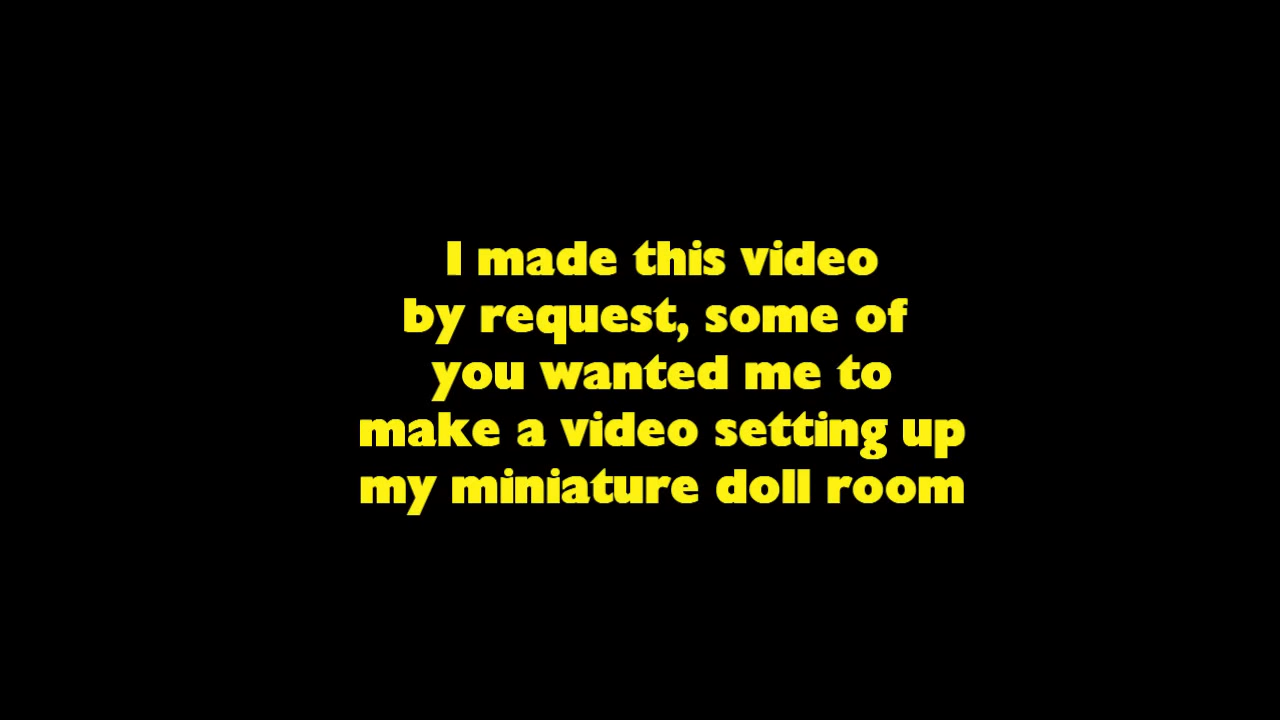 I made this video
by request, some of
you wanted me to
make a video setting up
my miniature doll room